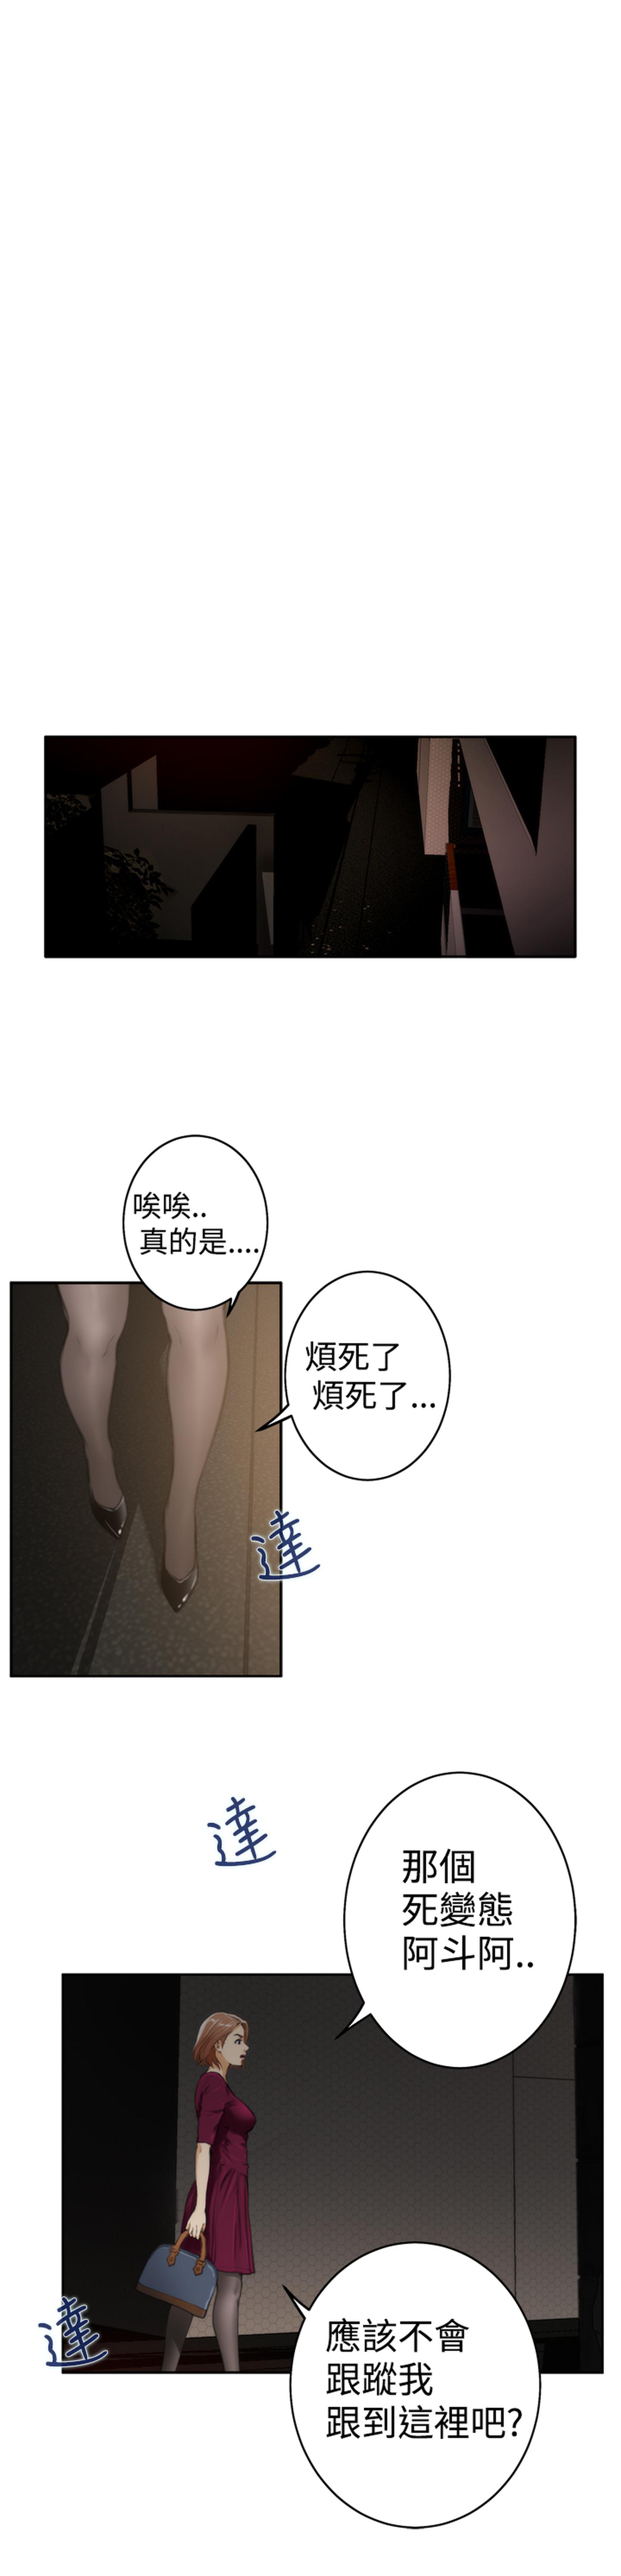 唉唉..
真的是....
煩死了
煩死了...
達
達
那個
死變態
阿斗阿..
達
應該不會
跟蹤我
跟到這裡吧?